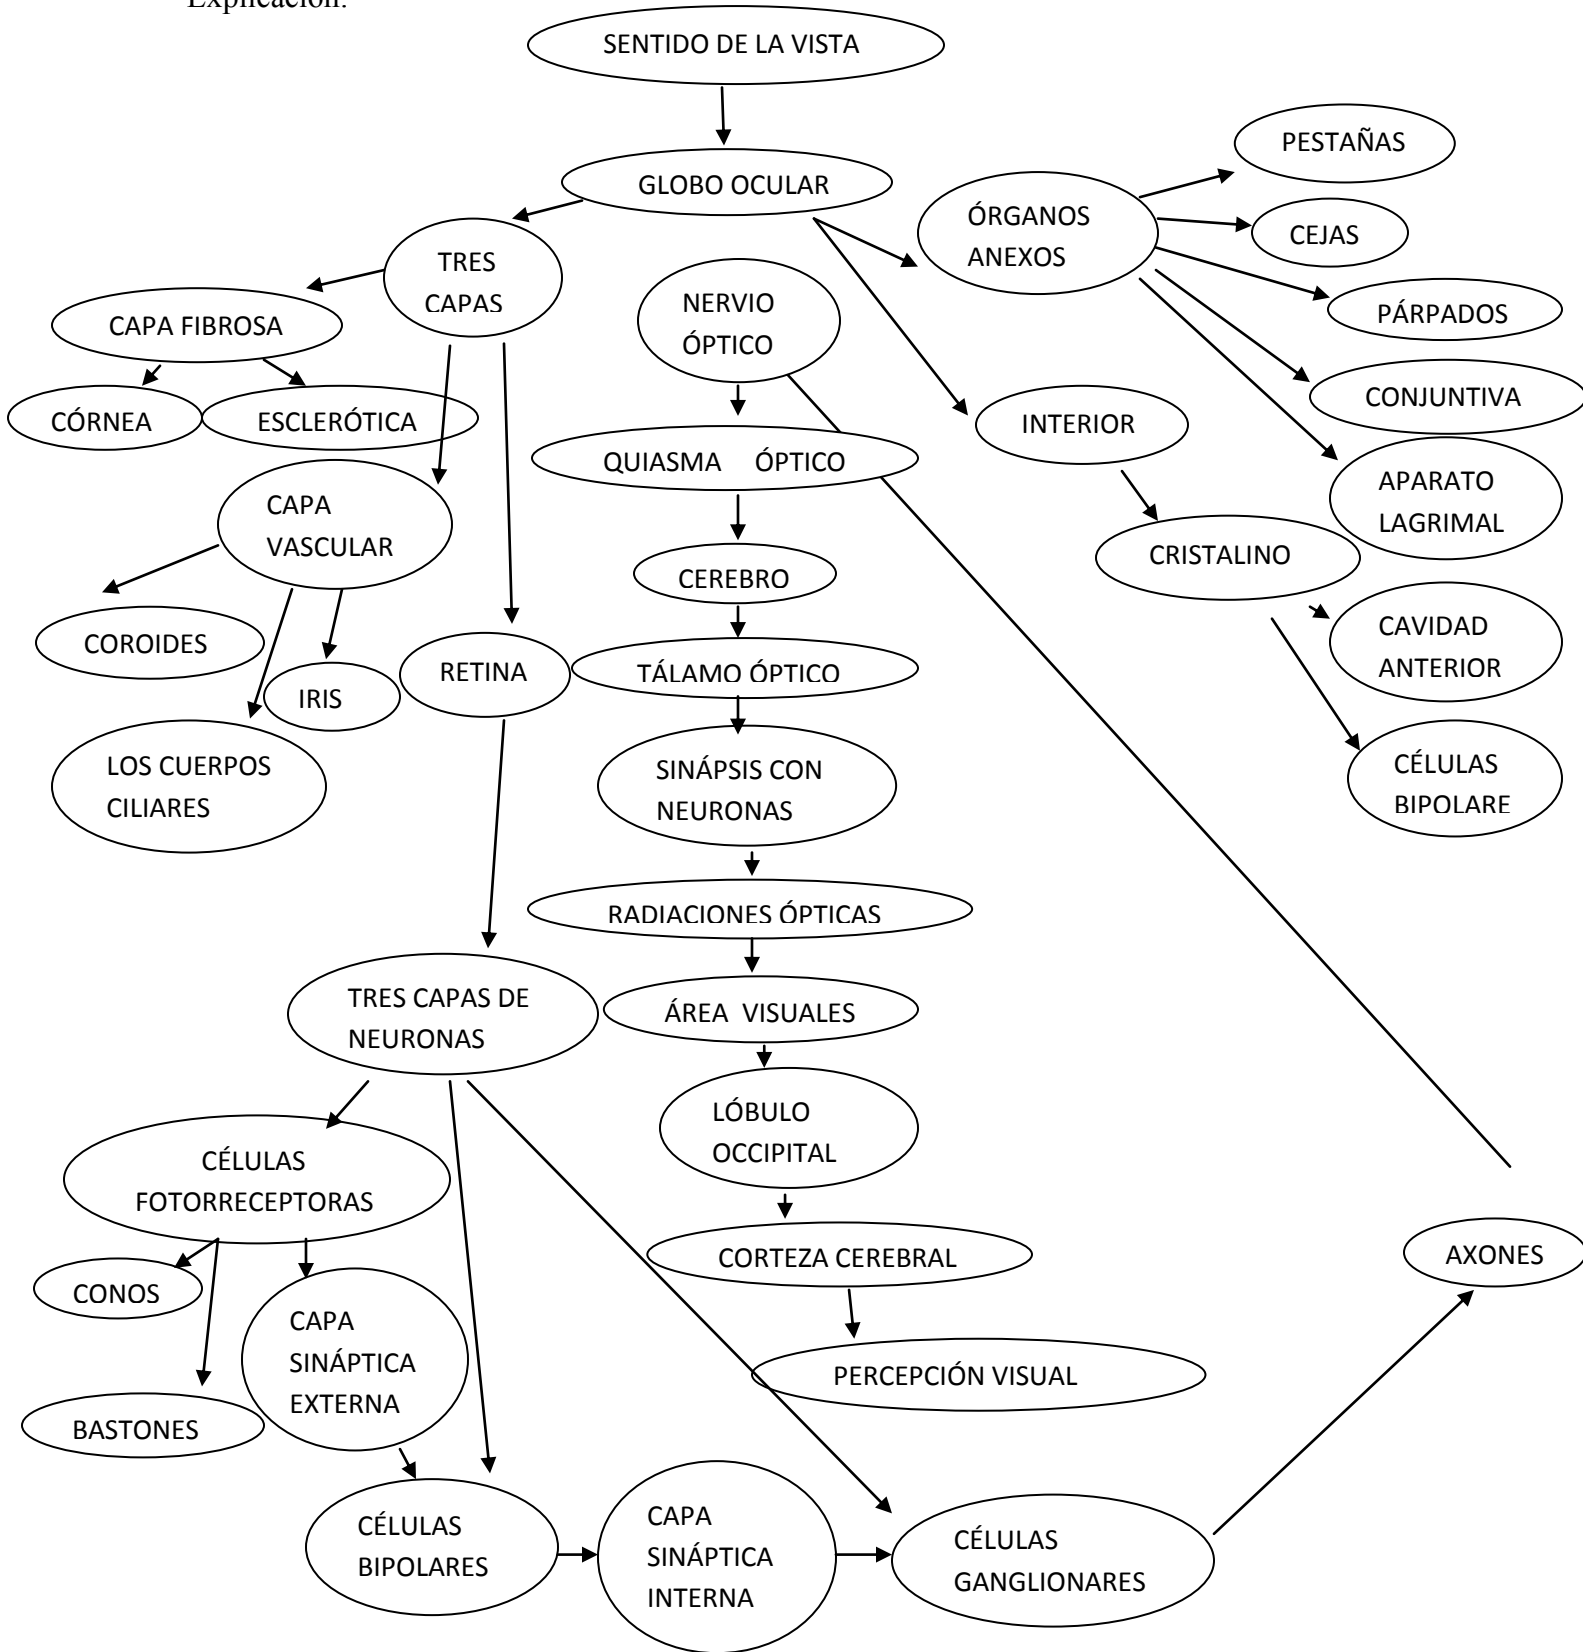 Explicación:
SENTIDO DE LA VISTA
GLOBO OCULAR
PESTAÑAS
ÓRGANOS
ANEXOS
CEJAS
TRES
CAPAS
NERVIO
ÓPTICO
CAPA FIBROSA
PÁRPADOS
CÓRNEA
ESCLERÓTICA
INTERIOR
CONJUNTIVA
QUIASMA ÓPTICO
CAPA
VASCULAR
APARATO
LAGRIMAL
CRISTALINO
CEREBRO
COROIDES
RETINA
TÁLAMO ÓPTICO
CAVIDAD
ANTERIOR
IRIS
LOS CUERPOS
CILIARES
SINÁPSIS CON
NEURONAS
CÉLULAS
BIPOLARE
RADIACIONES ÓPTICAS
TRES CAPAS DE
NEURONAS
ÁREA VISUALES
LÓBULO
OCCIPITAL
CÉLULAS
FOTORRECEPTORAS
CORTEZA CEREBRAL
AXONES
CONOS
CAPA
SINÁPTICA
EXTERNA
PERCEPCIÓN VISUAL
BASTONES
CÉLULAS
BIPOLARES
CAPA
SINÁPTICA
INTERNA
CÉLULAS
GANGLIONARES